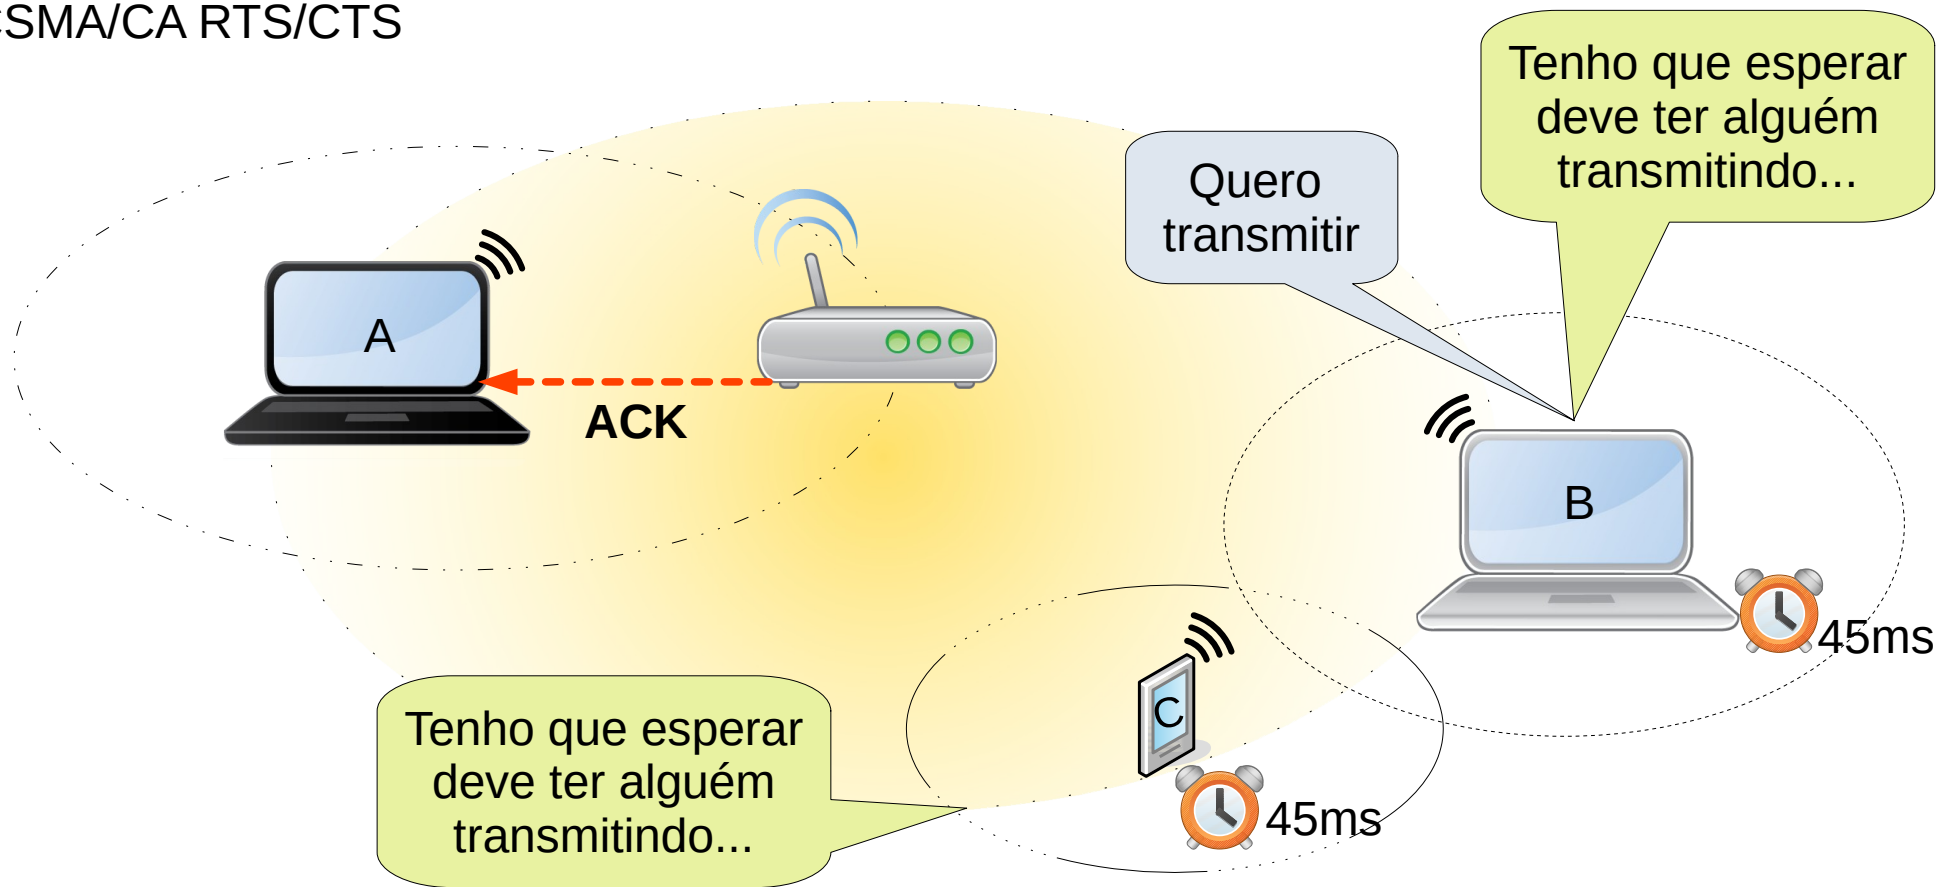 CSMA/CA RTS/CTS
Tenho que esperar
deve ter alguém
transmitindo...
Quero
transmitir
A
ACK
B
45ms
C
Tenho que esperar
deve ter alguém
transmitindo...
45ms